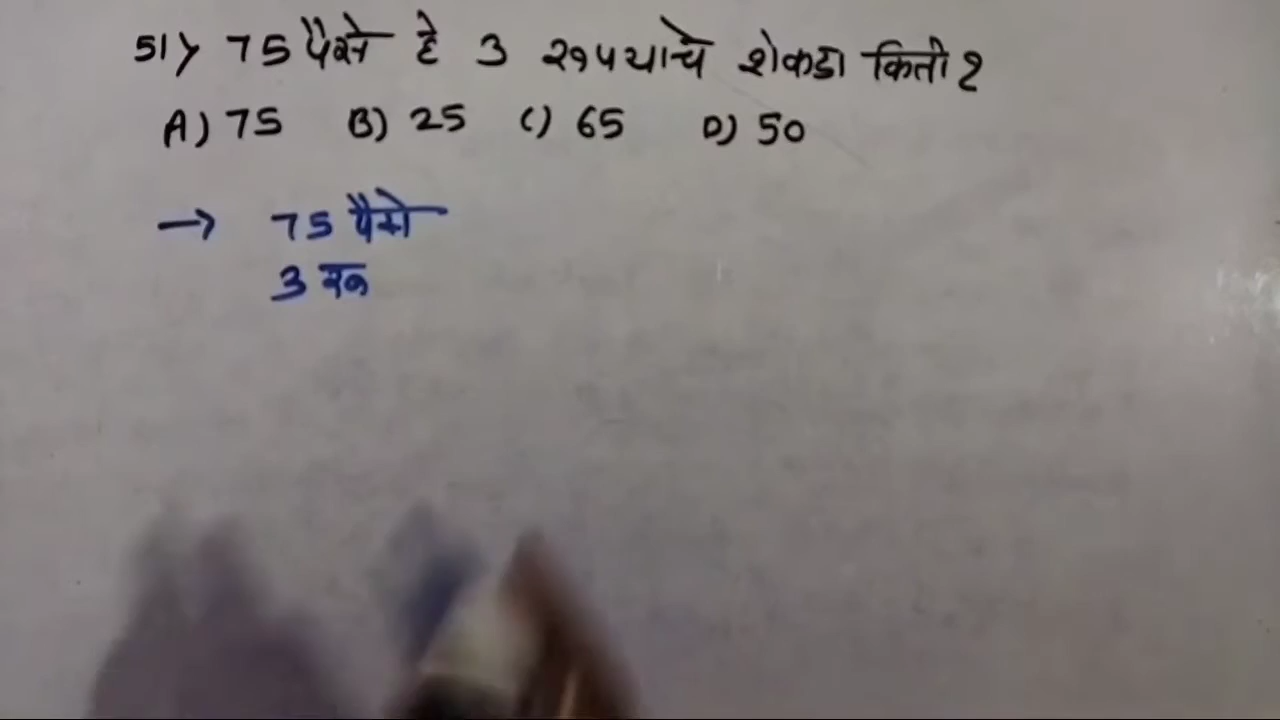 51) 75 पैसे हे 3 रुपयाचे शेकडा किती?
A) 75 B) 25 C) 65 D) 50
→ 75 पैसे
3 रु